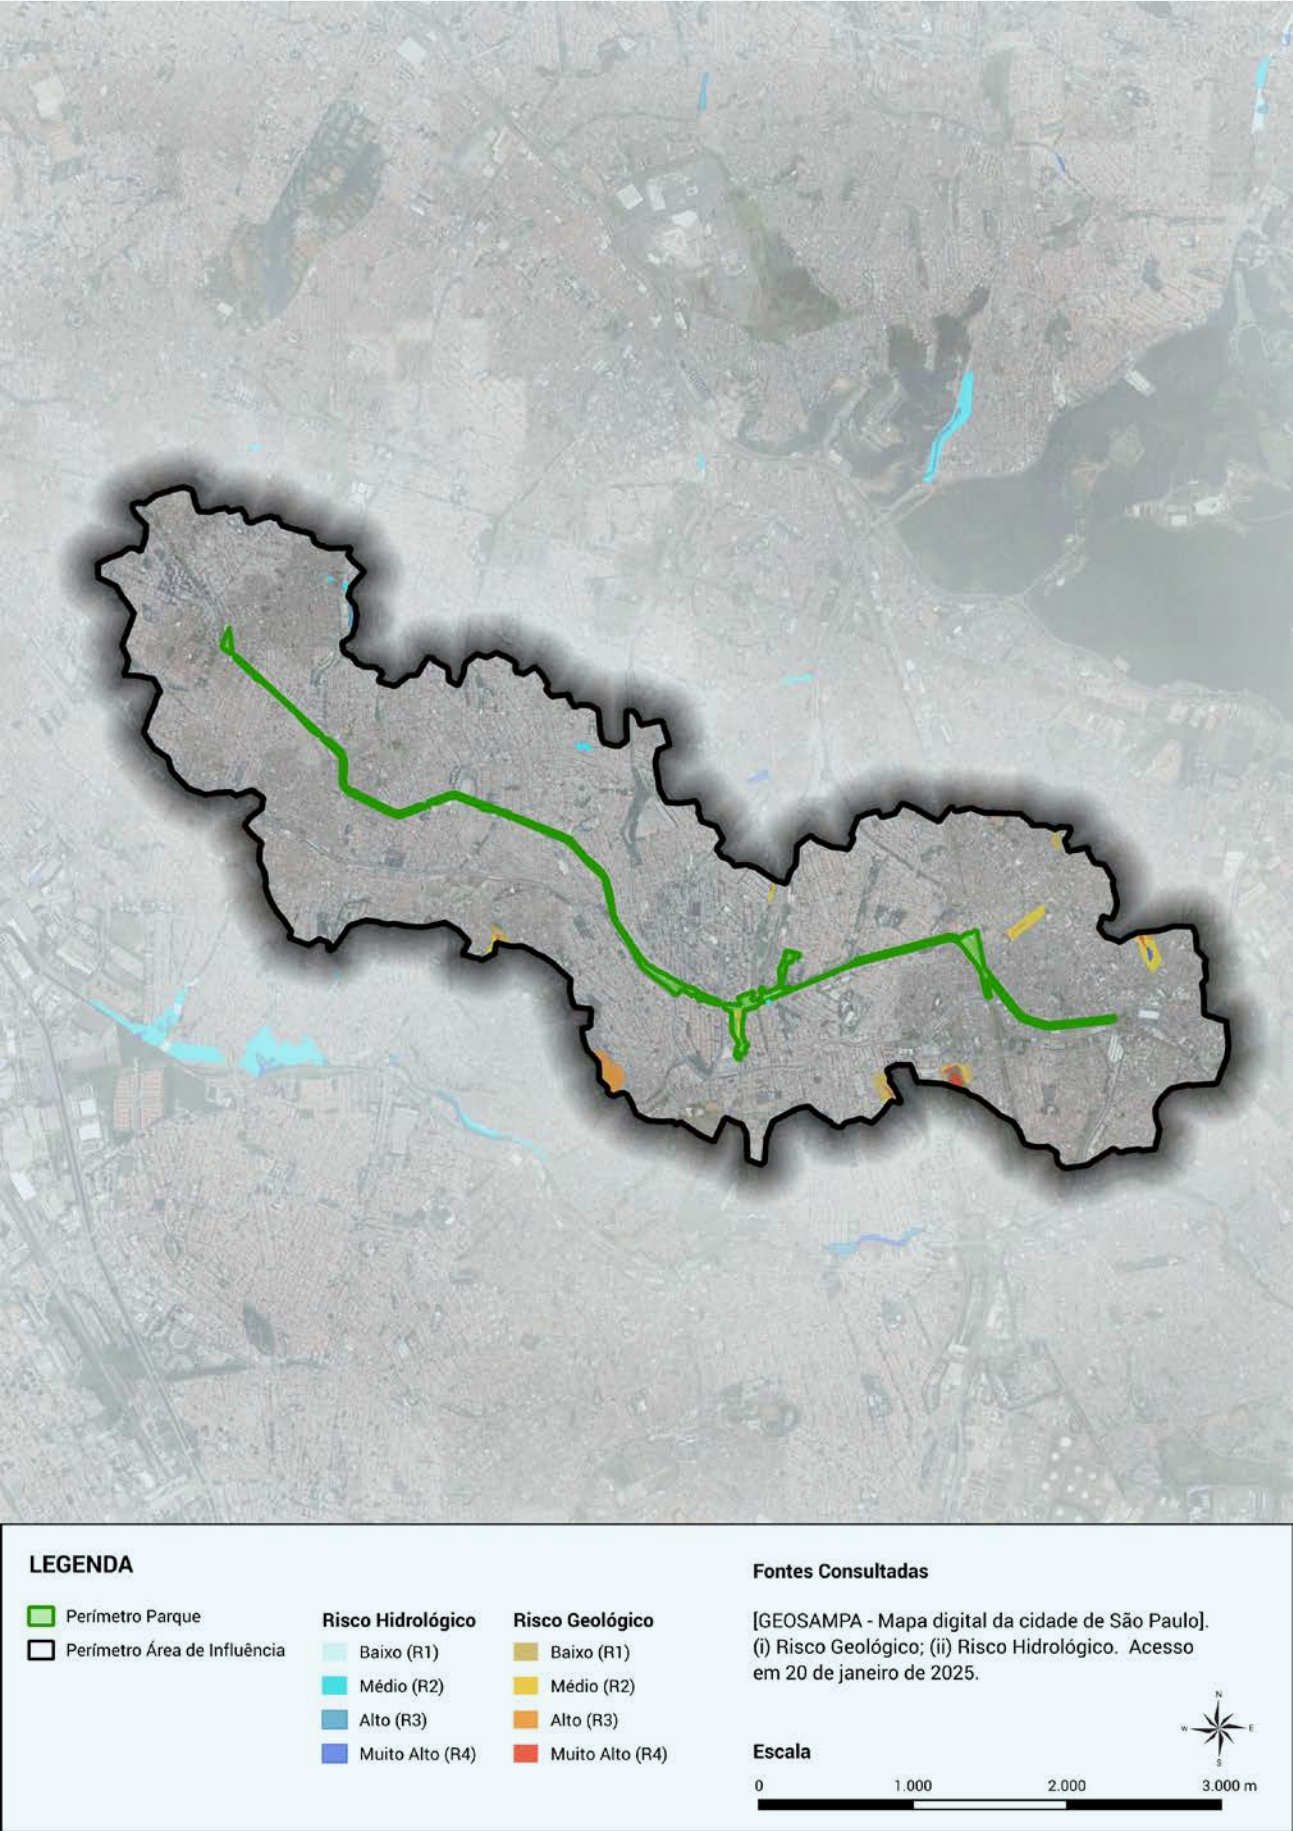 LEGENDA
Perímetro Parque
Perímetro Área de Influência
Risco Hidrológico
Baixo (R1)
Médio (R2)
Alto (R3)
Muito Alto (R4)
Risco Geológico
Baixo (R1)
Médio (R2)
Alto (R3)
Muito Alto (R4)
Fontes Consultadas
[GEOSAMPA - Mapa digital da cidade de São Paulo].
(i) Risco Geológico; (ii) Risco Hidrológico. Acesso
em 20 de janeiro de 2025.
N
W
E
S
Escala
0 1.000 2.000 3.000 m